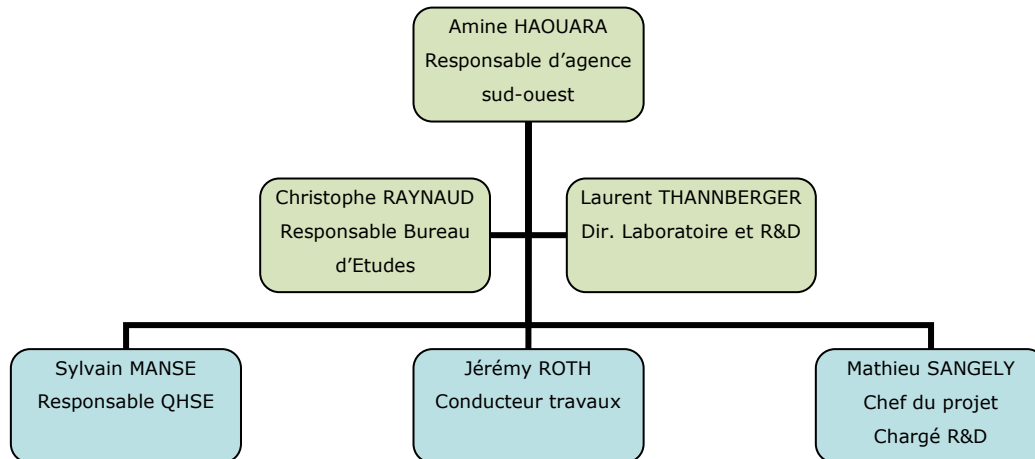 Amine HAOUARA
Responsable d’agence
sud-ouest
Christophe RAYNAUD
Responsable Bureau
d’Etudes
Laurent THANNBERGER
Dir. Laboratoire et R&D
Sylvain MANSE
Responsable QHSE
Jérémy ROTH
Conducteur travaux
Mathieu SANGELY
Chef du projet
Chargé R&D